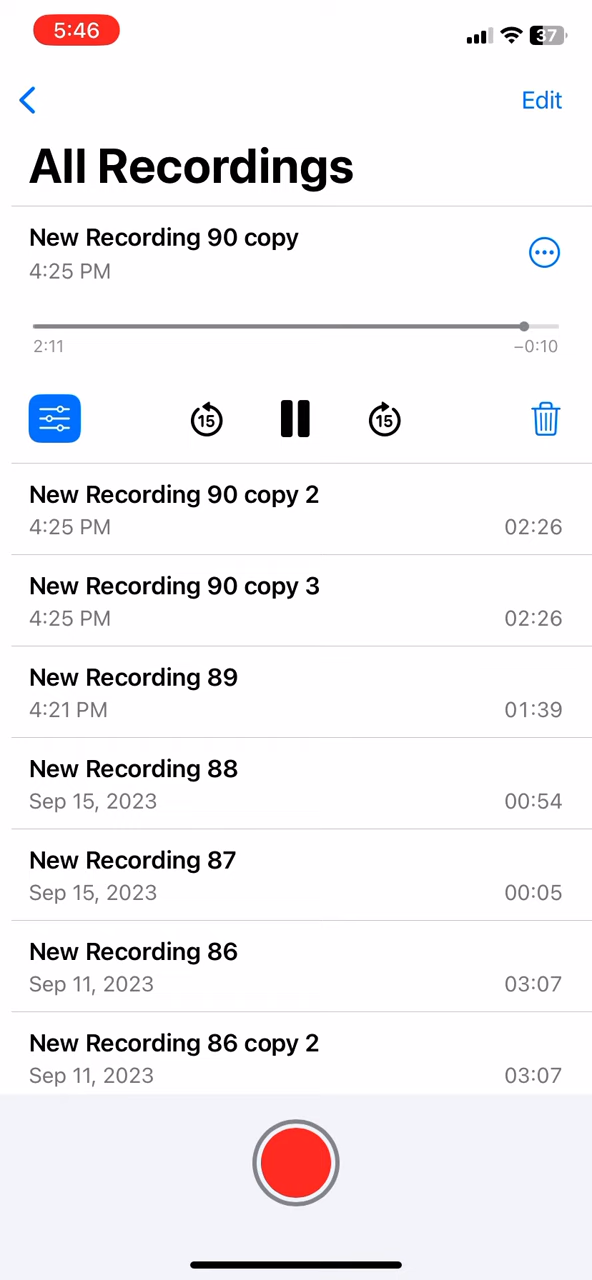 5:46
37
Edit
All Recordings
New Recording 90 copy
4:25 PM
2:11
−0:10
15
15
New Recording 90 copy 2
4:25 PM
02:26
New Recording 90 copy 3
4:25 PM
02:26
New Recording 89
4:21 PM
01:39
New Recording 88
Sep 15, 2023
00:54
New Recording 87
Sep 15, 2023
00:05
New Recording 86
Sep 11, 2023
03:07
New Recording 86 copy 2
Sep 11, 2023
03:07